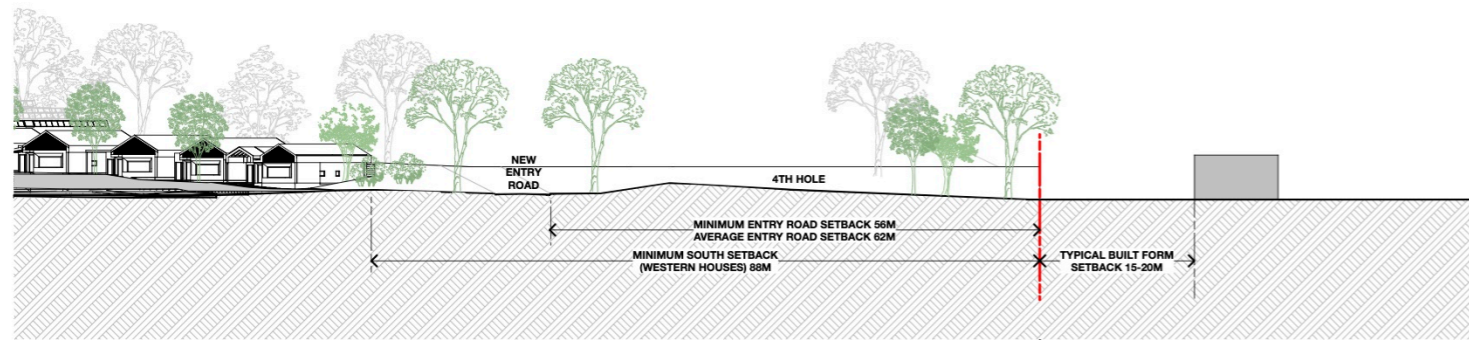 NEW
ENTRY
ROAD
4TH HOLE
MINIMUM ENTRY ROAD SETBACK 56M
AVERAGE ENTRY ROAD SETBACK 62M
MINIMUM SOUTH SETBACK
(WESTERN HOUSES) 88M
TYPICAL BUILT FORM
SETBACK 15-20M